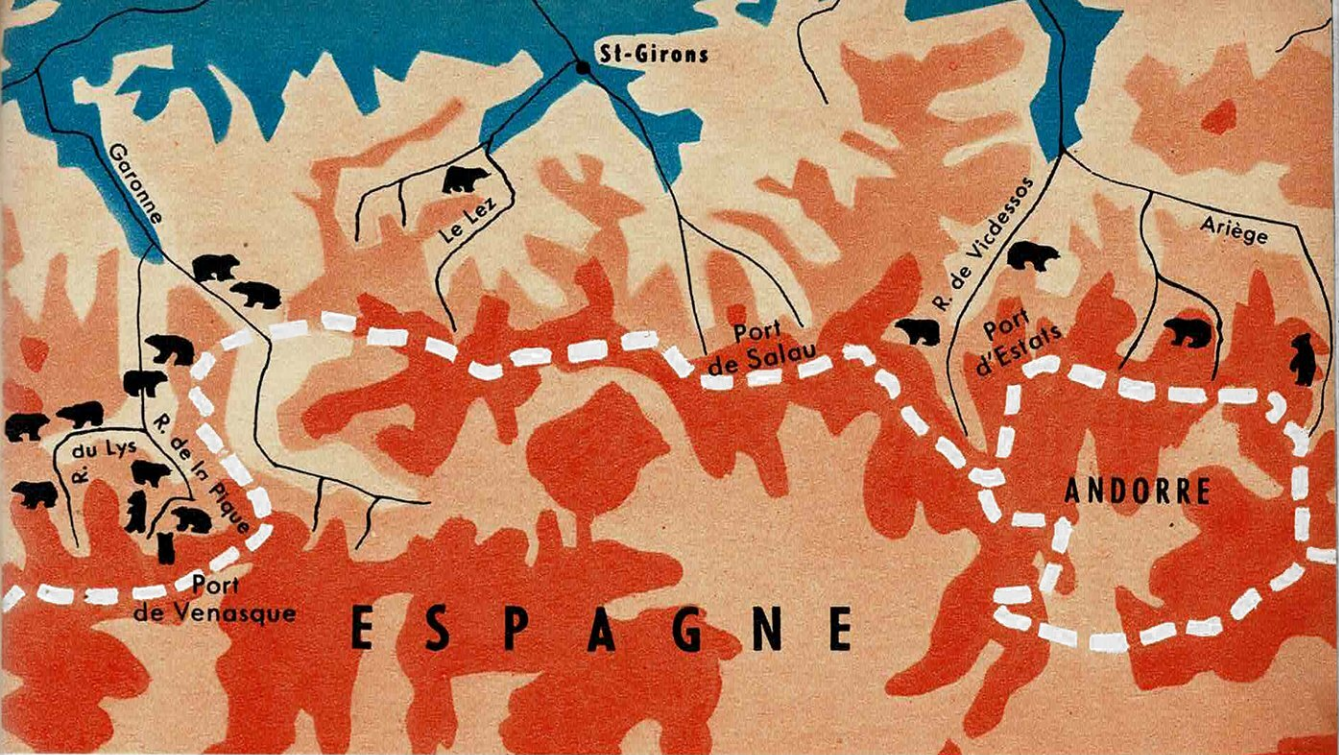 St-Girons
Garonne
Le Lez
R. de Vicdessos
Ariège
Port
de Salau
Port
d'Estats
R. du Lys
R. de la Pique
ANDORRE
Port
de Venasque
ESPAGNE